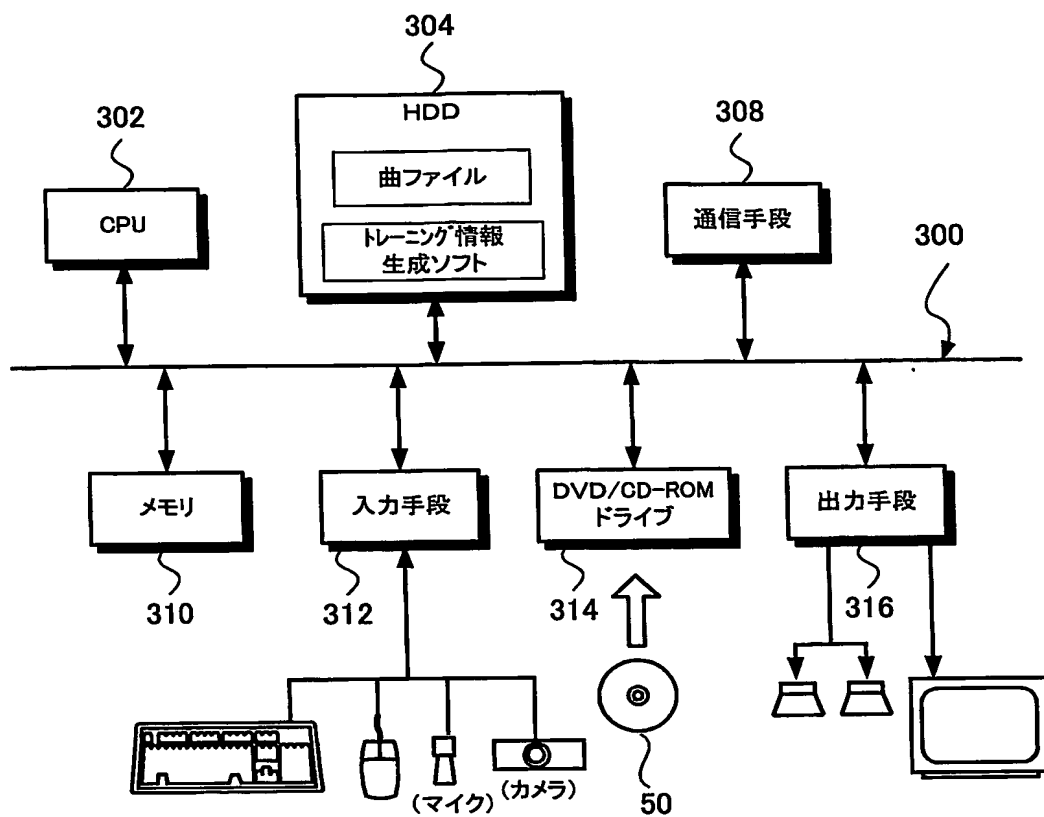 304
HDD
曲ファイル
トレーニング情報
生成ソフト
302
CPU
308
通信手段
300
メモリ
310
入力手段
312
DVD/CD-ROM
ドライブ
314
出力手段
316
(マイク)
(カメラ)
50